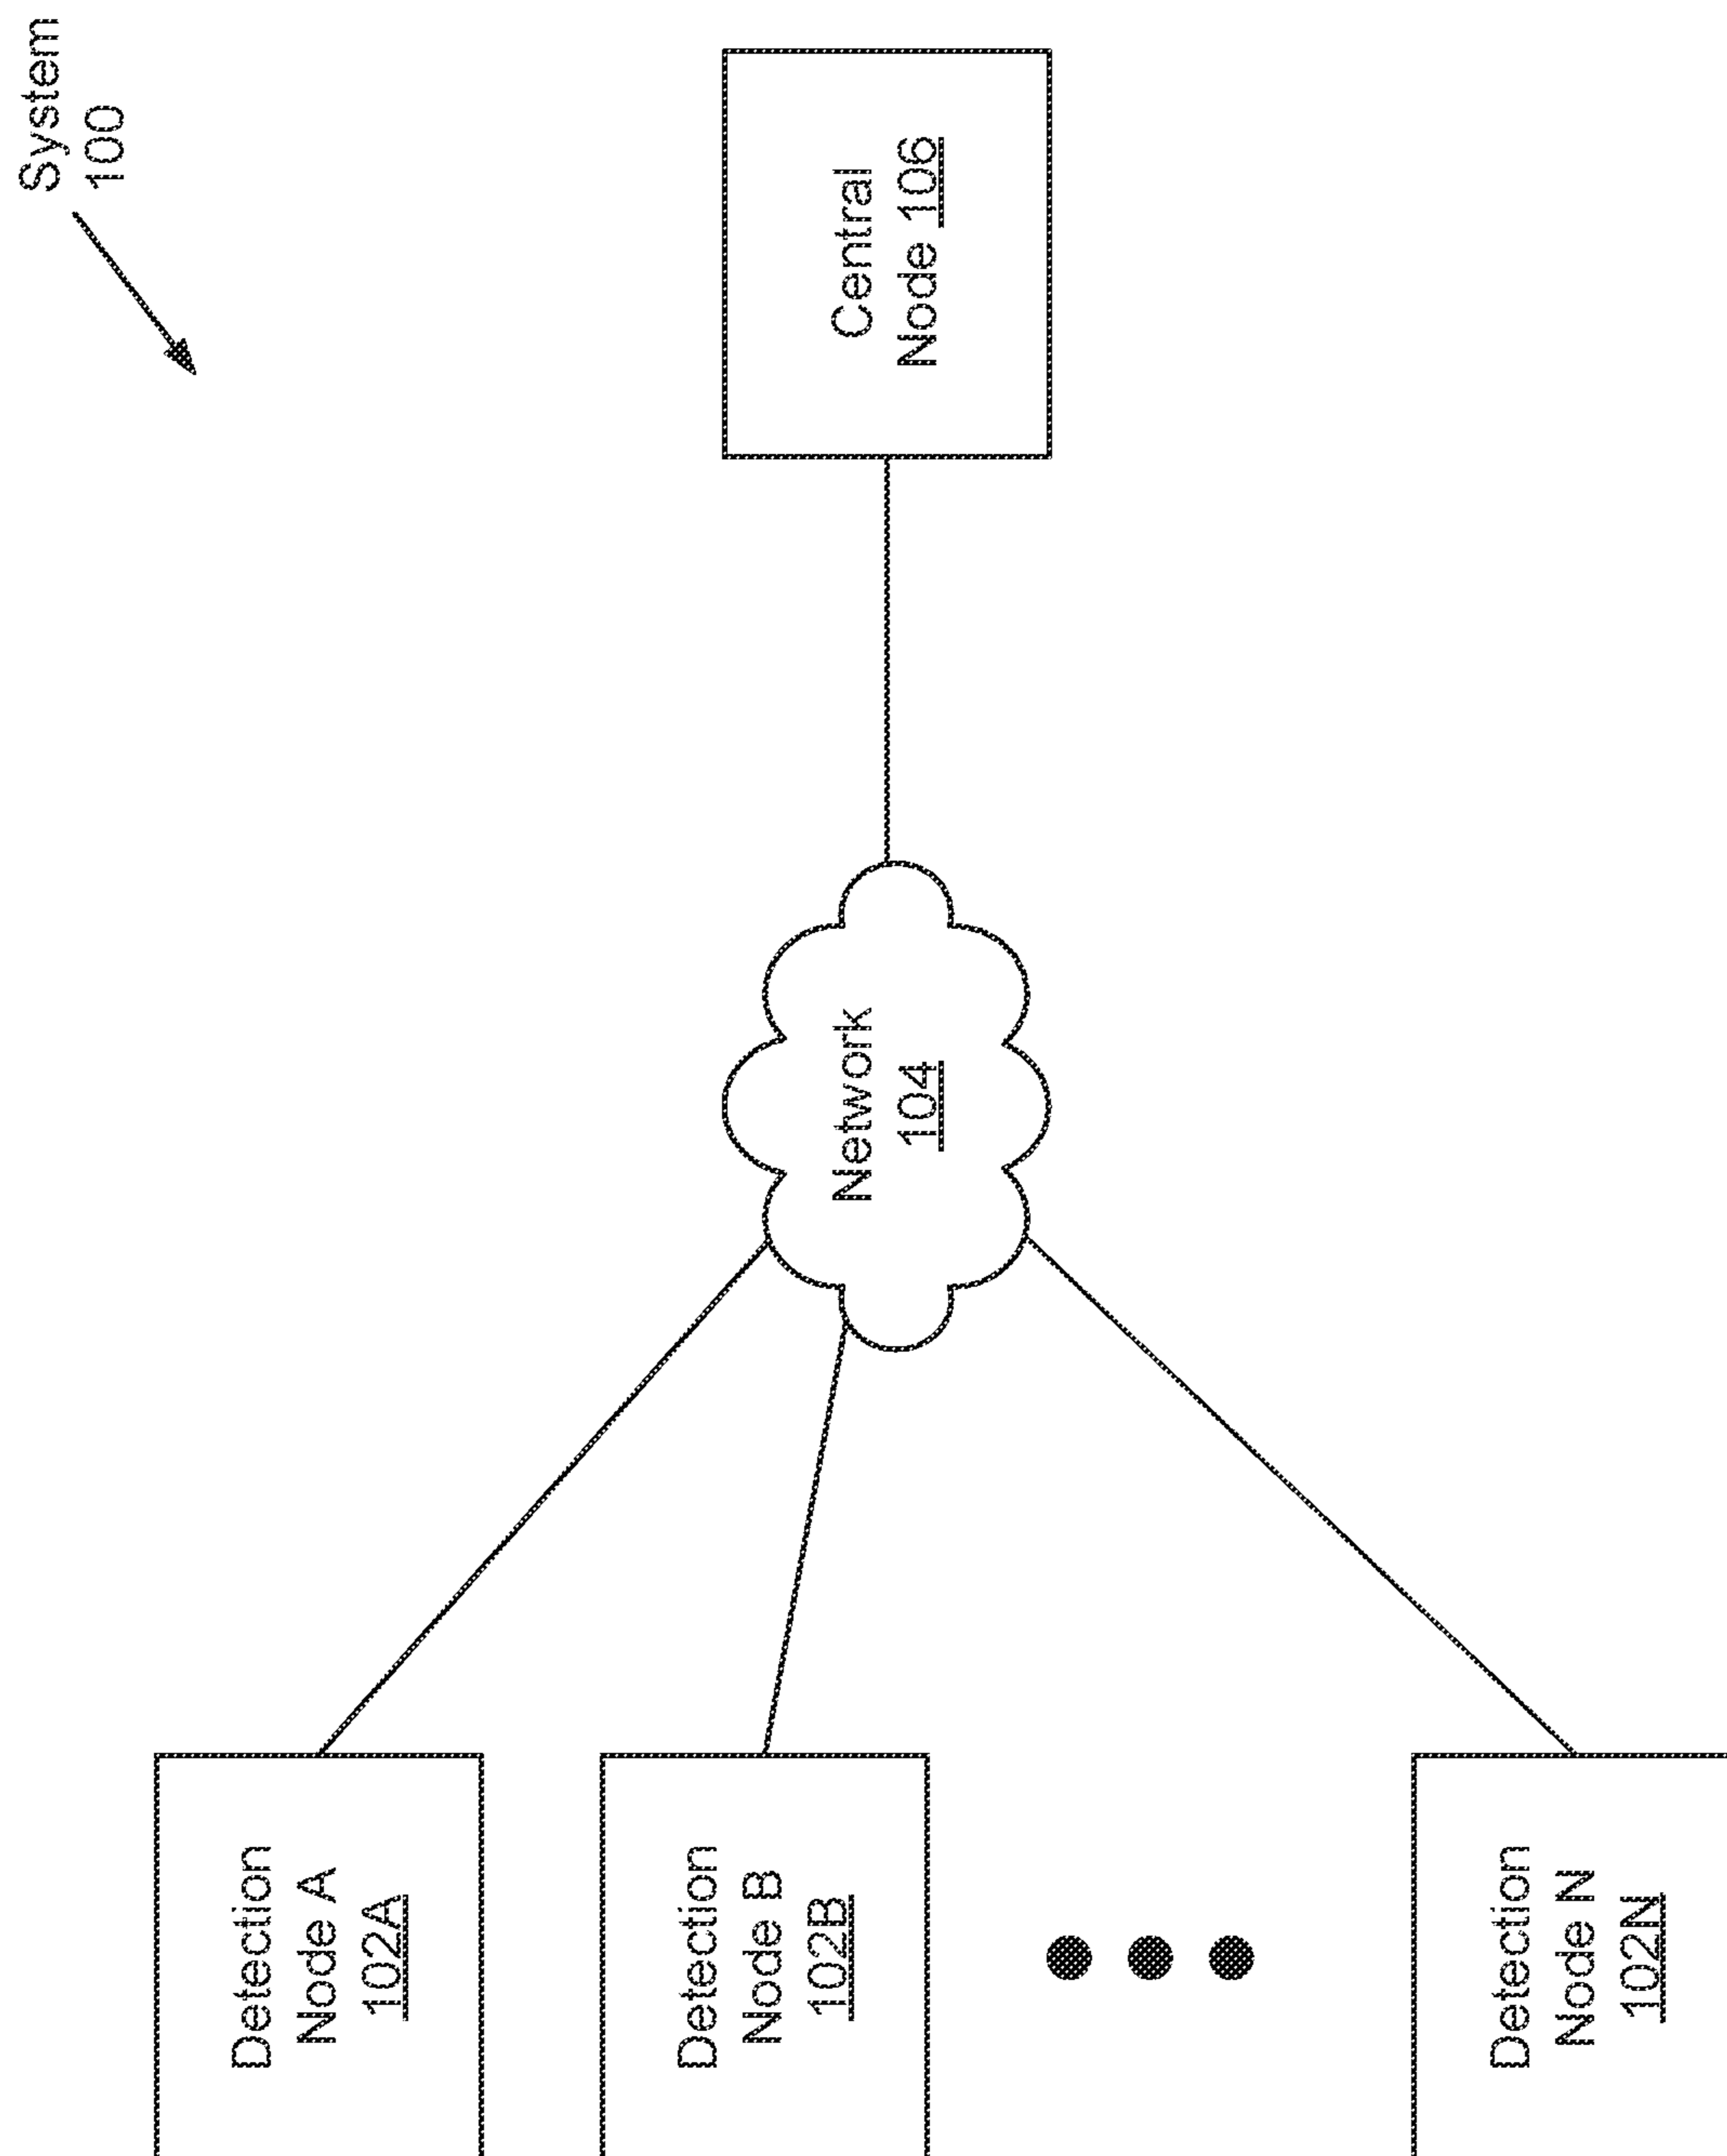 System
100
Detection
Node A
102A
Detection
Node B
102B
Detection
Node N
102N
Network
104
Central
Node 106